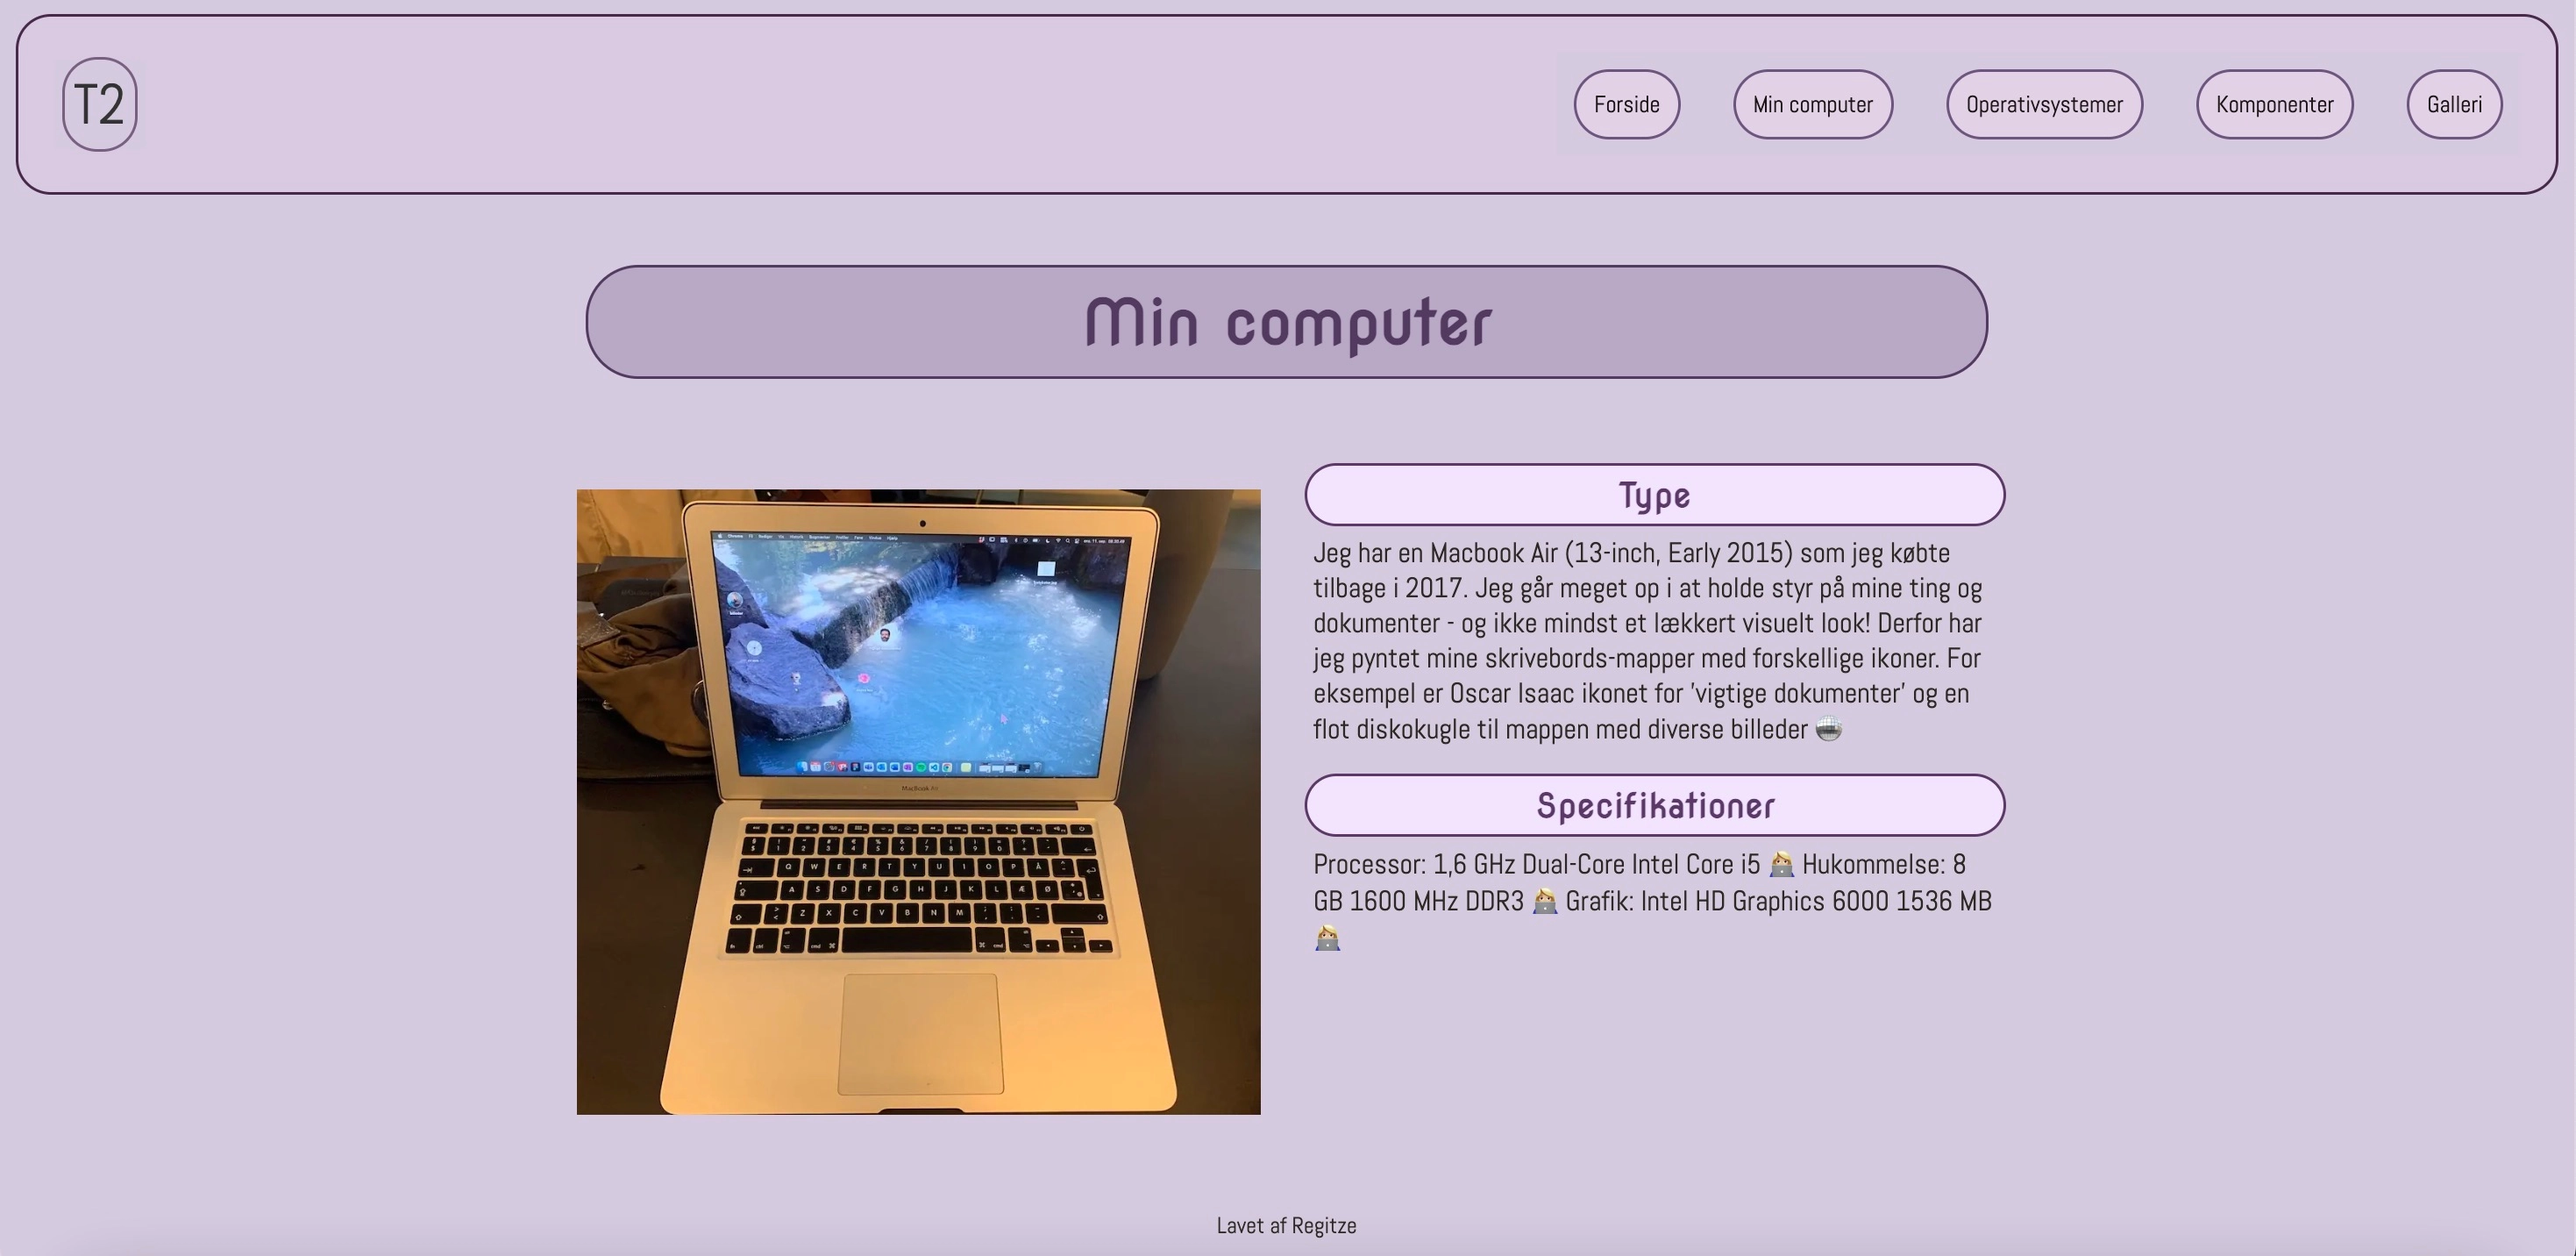 T2
Forside
Min computer
Operativsystemer
Komponenter
Galleri
Min computer
Type
Jeg har en Macbook Air (13-inch, Early 2015) som jeg købte
tilbage i 2017. Jeg går meget op i at holde styr på mine ting og
dokumenter - og ikke mindst et lækkert visuelt look! Derfor har
jeg pyntet mine skrivebords-mapper med forskellige ikoner. For
eksempel er Oscar Isaac ikonet for 'vigtige dokumenter' og en
flot diskokugle til mappen med diverse billeder 🪩
Specifikationer
Processor: 1,6 GHz Dual-Core Intel Core i5 👩🏼‍💻 Hukommelse: 8
GB 1600 MHz DDR3 👩🏼‍💻 Grafik: Intel HD Graphics 6000 1536 MB
👩🏼‍💻
MacBook Air
Q W E R T Y U I O P Å
A S D F G H J K L Æ Ø
Z X C V B N M
Lavet af Regitze